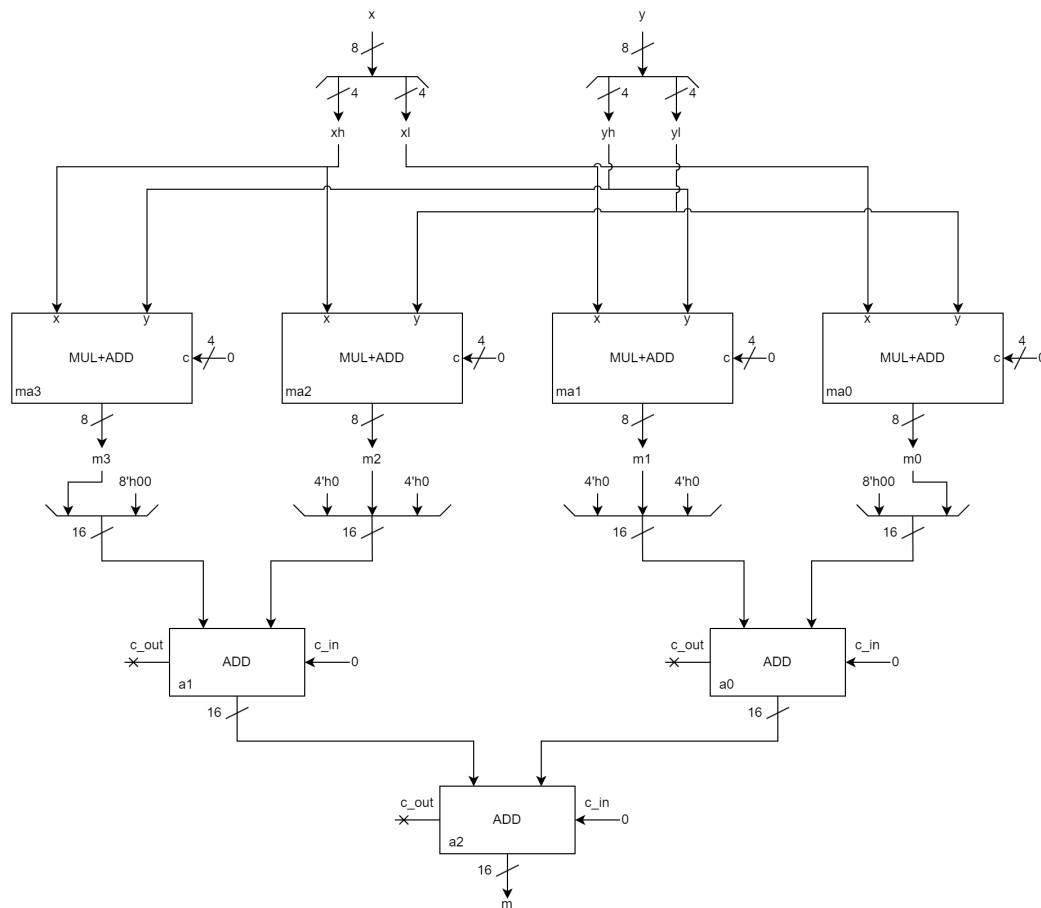 x y
8 8
4 4 4 4
xh xl yh yl
x y x y x y x y
4 4 4 4
MUL+ADD c 0 MUL+ADD c 0 MUL+ADD c 0 MUL+ADD c 0
ma3 ma2 ma1 ma0
8 8 8 8
m3 m2 m1 m0
8'h00 4'h0 4'h0 4'h0 4'h0 8'h00
16 16 16 16
c_out c_in c_out c_in
ADD 0 ADD 0
a1 a0
16 16
c_out c_in
ADD 0
a2
16
m